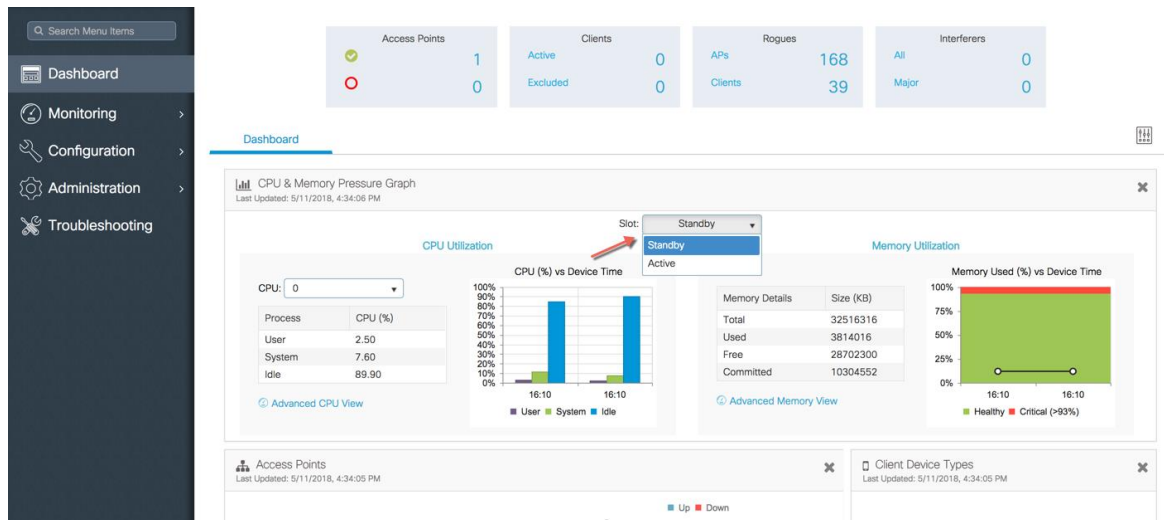 Search Menu Items
Dashboard
Monitoring
Configuration
Administration
Troubleshooting
Access Points
1
0
Clients
Active 0
Excluded 0
Rogues
APs 168
Clients 39
Interferers
All 0
Major 0
Dashboard
CPU & Memory Pressure Graph
Last Updated: 5/11/2018, 4:34:06 PM
Slot: Standby
Standby
Active
CPU Utilization
CPU: 0
Process CPU (%)
User 2.50
System 7.60
Idle 89.90
Advanced CPU View
CPU (%) vs Device Time
100%
90%
80%
70%
60%
50%
40%
30%
20%
10%
0%
16:10 16:10
User System Idle
Memory Utilization
Memory Details Size (KB)
Total 32516316
Used 3814016
Free 28702300
Committed 10304552
Advanced Memory View
Memory Used (%) vs Device Time
100%
75%
50%
25%
0%
16:10 16:10
Healthy Critical (>93%)
Access Points
Last Updated: 5/11/2018, 4:34:05 PM
Up Down
Client Device Types
Last Updated: 5/11/2018, 4:34:05 PM